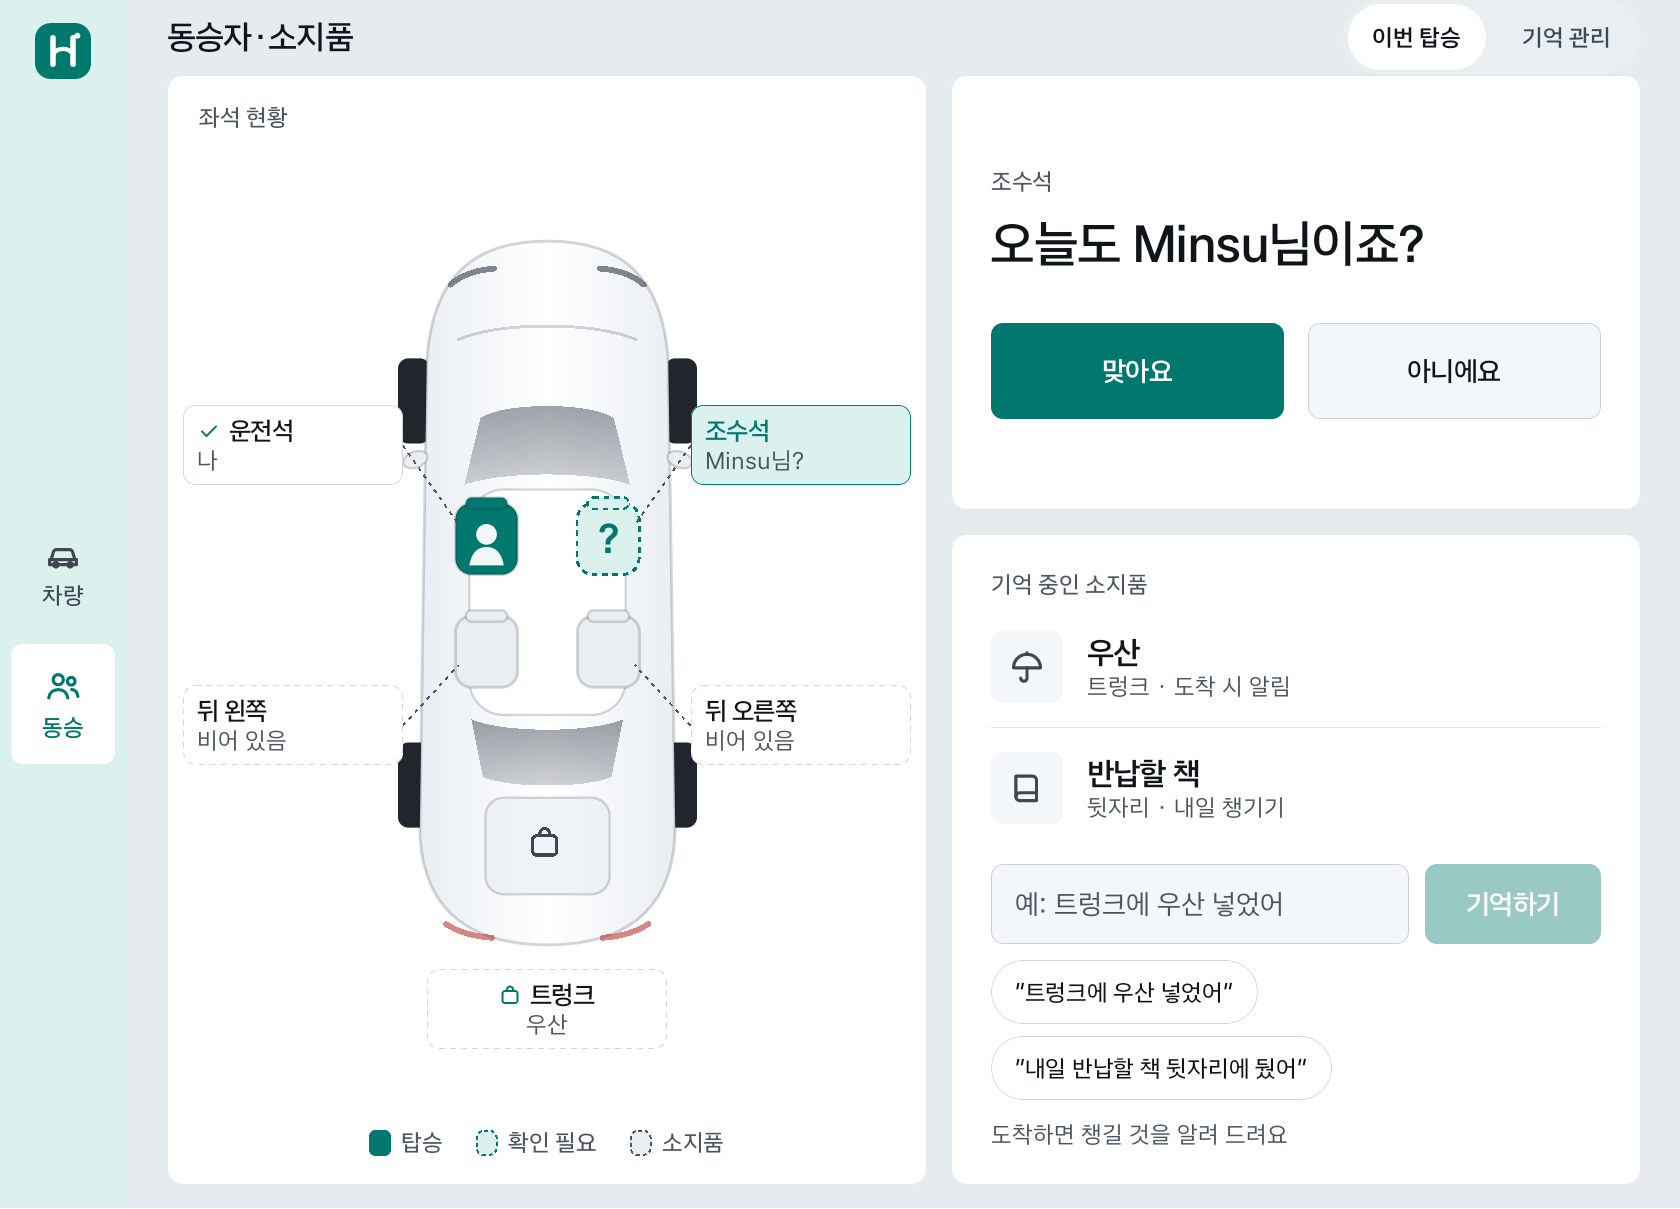 동승자 · 소지품
이번 탑승
기억 관리
차량
동승
좌석 현황
운전석
나
조수석
Minsu님?
?
뒤 왼쪽
비어 있음
뒤 오른쪽
비어 있음
트렁크
우산
탑승
확인 필요
소지품
조수석
오늘도 Minsu님이죠?
맞아요
아니에요
기억 중인 소지품
우산
트렁크 · 도착 시 알림
반납할 책
뒷자리 · 내일 챙기기
예: 트렁크에 우산 넣었어
기억하기
"트렁크에 우산 넣었어"
"내일 반납할 책 뒷자리에 뒀어"
도착하면 챙길 것을 알려 드려요